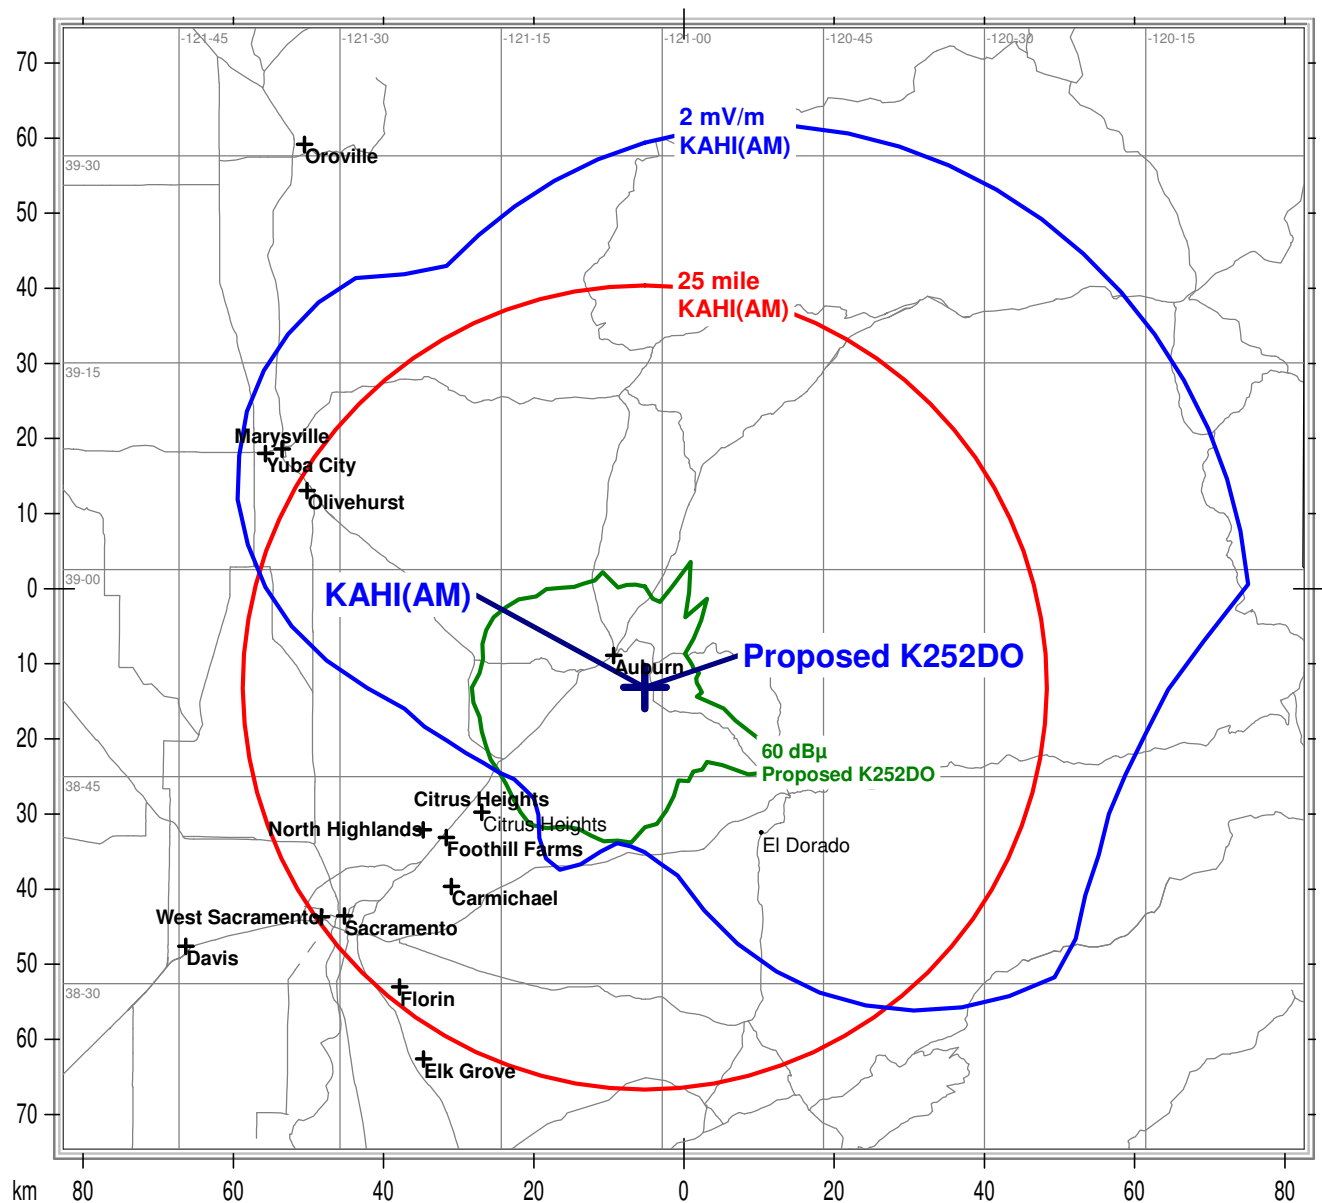 -121-45
-121-30
-121-15
-121-00
-120-45
-120-30
-120-15
70
60
50
40
30
20
10
0
10
20
30
40
50
60
70
km
80
60
40
20
0
20
40
60
80
39-30
39-15
39-00
38-45
38-30
2 mV/m
KAHI(AM)
25 mile
KAHI(AM)
Oroville
Marysville
Yuba City
Olivehurst
KAHI(AM)
Auburn
Proposed K252DO
60 dBµ
Proposed K252DO
Citrus Heights
Citrus Heights
North Highlands
Foothill Farms
El Dorado
Carmichael
West Sacramento
Sacramento
Davis
Florin
Elk Grove